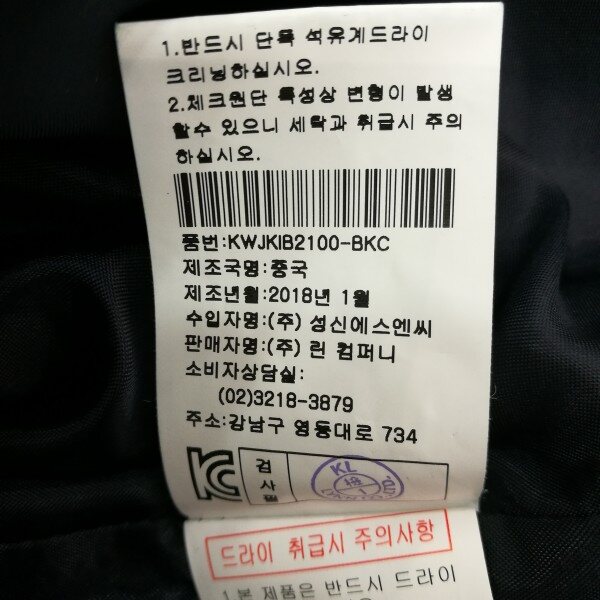 1.반드시 단독 석유계드라이
크리닝하십시오.
2.체크원단 특성상 변형이 발생
할수 있으니 세탁과 취급시 주의
하십시오.
품번:KWJKIB2100-BKC
제조국명:중국
제조년월:2018년 1월
수입자명:(주) 성신에스엔씨
판매자명:(주) 린 컴퍼니
소비자상담실:
(02)3218-3879
주소:강남구 영동대로 734
검
사
필
KL
드라이 취급시 주의사항
1.본 제품은 반드시 드라이